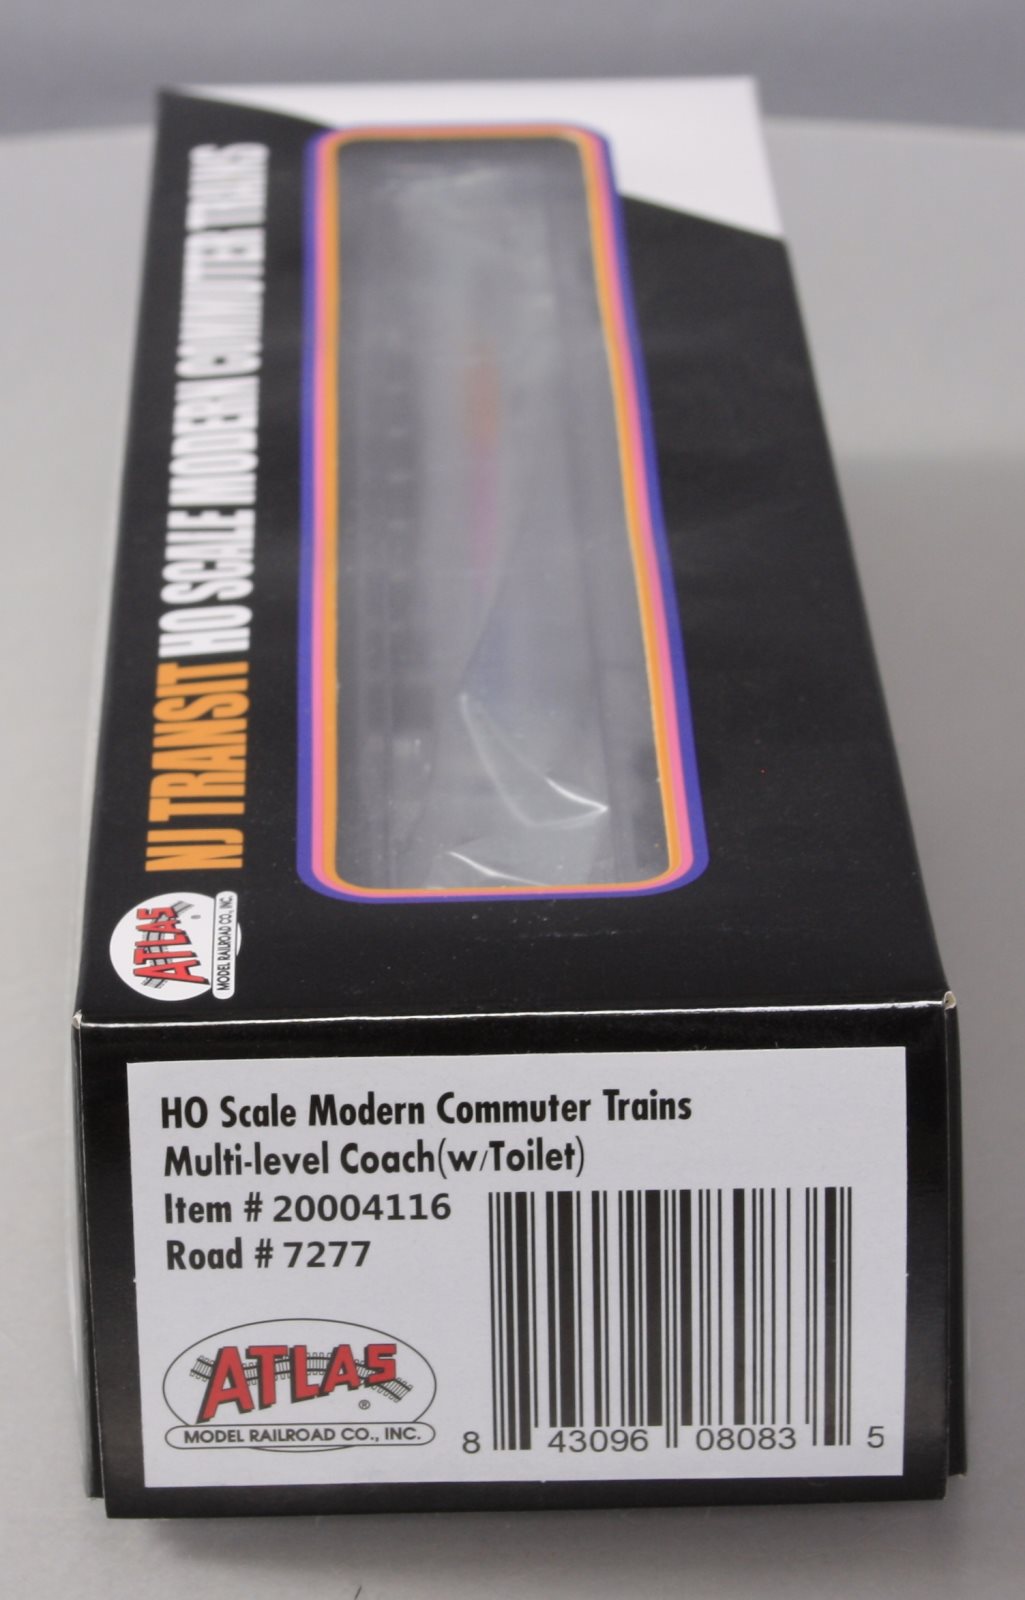 NJ TRANSIT HO SCALE MODERN COMMUTER TRAINS
ATLAS
®
MODEL RAILROAD CO., INC.
HO Scale Modern Commuter Trains
Multi-level Coach(w/Toilet)
Item # 20004116
Road # 7277
ATLAS
®
MODEL RAILROAD CO., INC.
8 43096 08083 5